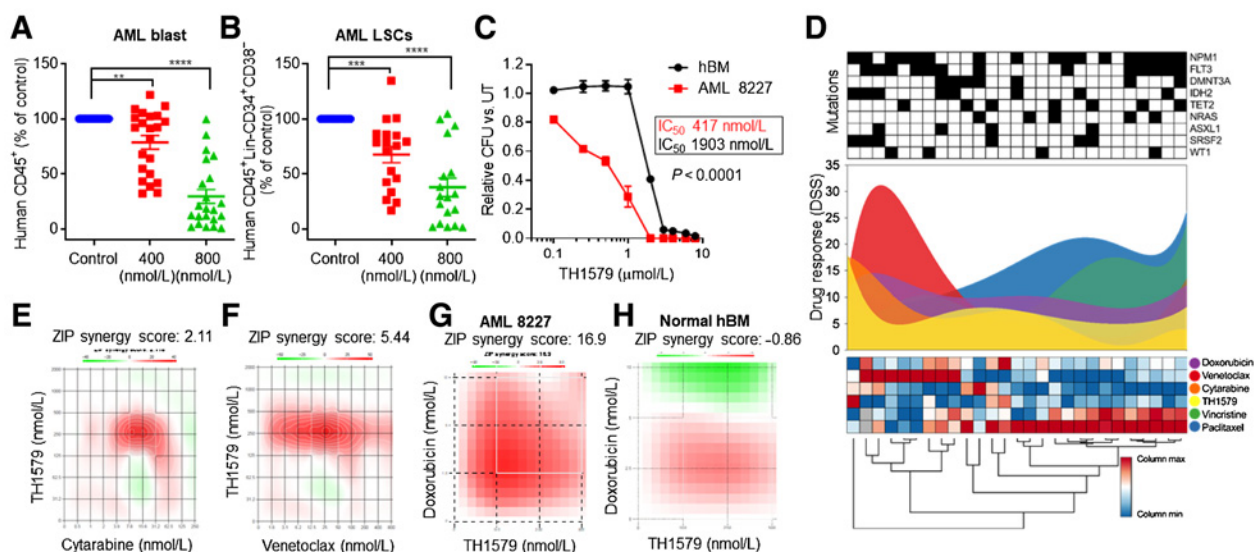 A
AML blast
Human CD45⁺ (% of control)
150
100
50
0
**
****
Control
400
800
(nmol/L)
(nmol/L)
B
AML LSCs
Human CD45⁺Lin-CD34⁺CD38⁻
(% of control)
150
100
50
0
***
****
Control
400
800
(nmol/L)
(nmol/L)
C
Relative CFU vs. UT
1.2
1.0
0.8
0.6
0.4
0.2
0.0
hBM
AML 8227
IC₅₀ 417 nmol/L
IC₅₀ 1903 nmol/L
P < 0.0001
0.1
1
10
TH1579 (μmol/L)
D
Mutations
NPM1
FLT3
DMNT3A
IDH2
TET2
NRAS
ASXL1
SRSF2
WT1
Drug response (DSS)
35
30
25
20
15
10
5
0
Doxorubicin
Venetoclax
Cytarabine
TH1579
Vincristine
Paclitaxel
Column max
Column min
E
ZIP synergy score: 2.11
TH1579 (nmol/L)
Cytarabine (nmol/L)
F
ZIP synergy score: 5.44
TH1579 (nmol/L)
Venetoclax (nmol/L)
G
AML 8227
ZIP synergy score: 16.9
Doxorubicin (nmol/L)
TH1579 (nmol/L)
H
Normal hBM
ZIP synergy score: –0.86
Doxorubicin (nmol/L)
TH1579 (nmol/L)